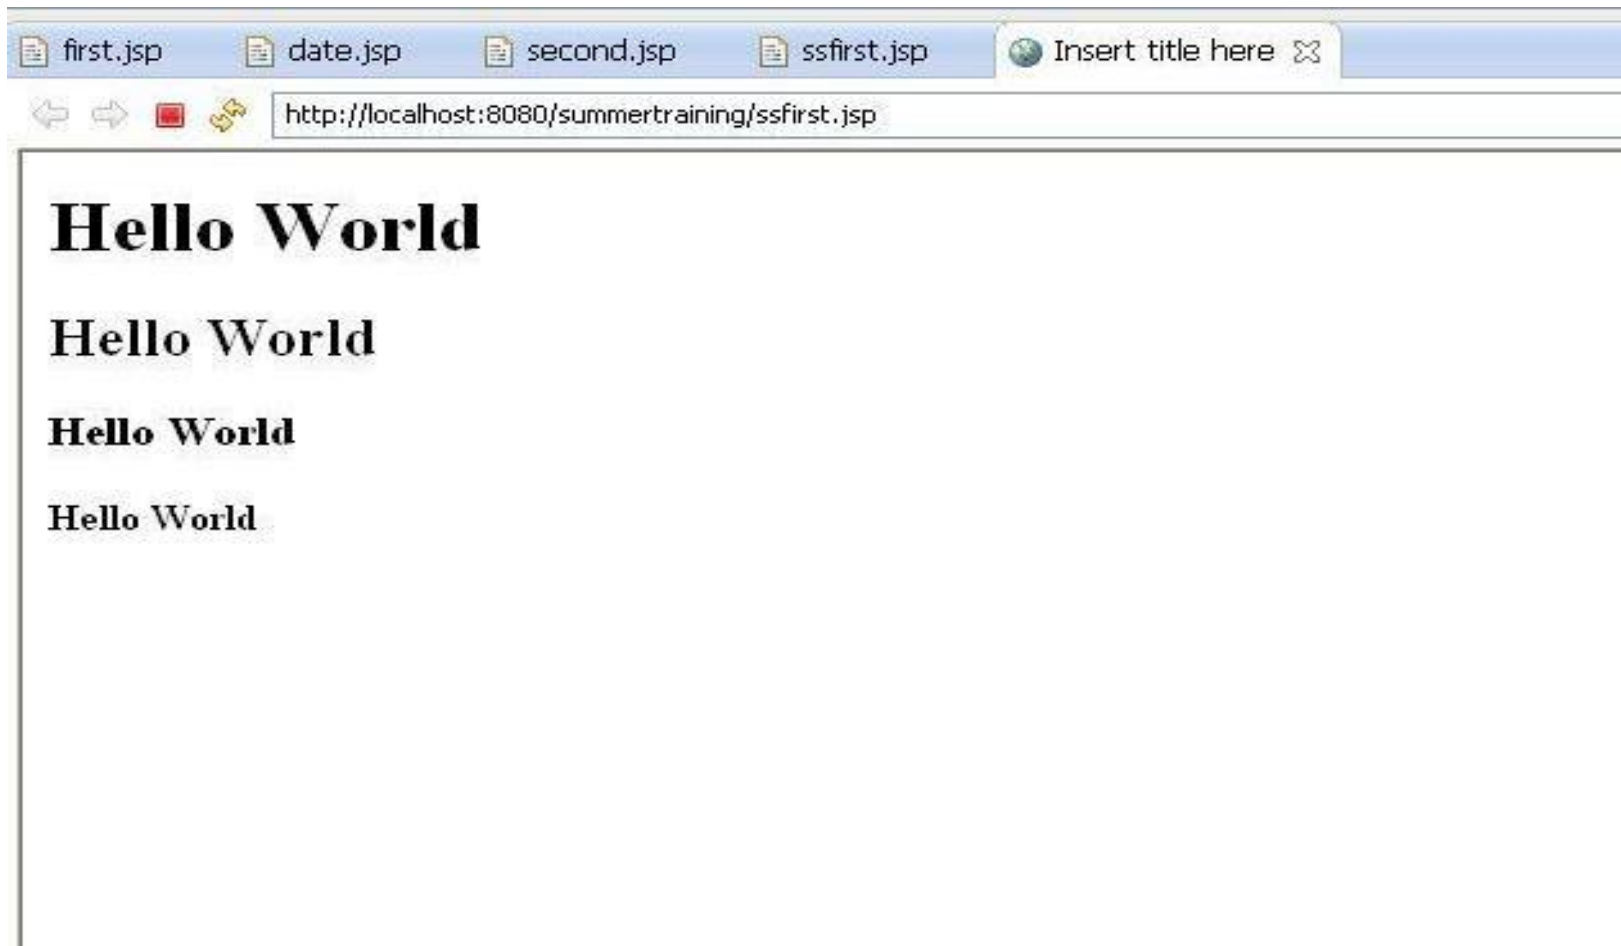 first.jsp date.jsp second.jsp ssfirst.jsp Insert title here
http://localhost:8080/summertraining/ssfirst.jsp
Hello World
Hello World
Hello World
Hello World